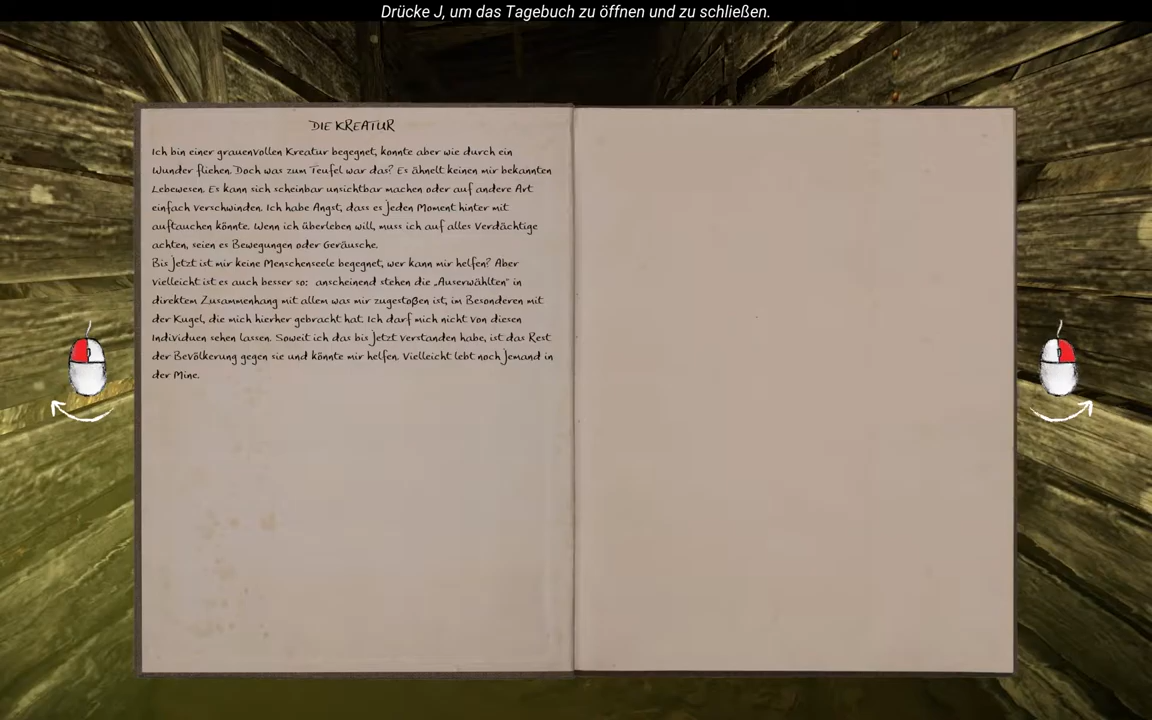 Drücke J, um das Tagebuch zu öffnen und zu schließen.
DIE KREATUR
Ich bin einer grauenvollen Kreatur begegnet, konnte aber wie durch ein
Wunder fliehen. Doch was zum Teufel war das? Es ähnelt keinen mir bekannten
Lebewesen. Es kann sich scheinbar unsichtbar machen oder auf andere Art
einfach verschwinden. Ich habe Angst, dass es jeden Moment hinter mit
auftauchen könnte. Wenn ich überleben will, muss ich auf alles Verdächtige
achten, seien es Bewegungen oder Geräusche.
Bis jetzt ist mir keine Menschenseele begegnet, wer kann mir helfen? Aber
vielleicht ist es auch besser so: anscheinend stehen die „Auserwählten" in
direktem Zusammenhang mit allem was mir zugestoßen ist, im Besonderen mit
der Kugel, die mich hierher gebracht hat. Ich darf mich nicht von diesen
Individuen sehen lassen. Soweit ich das bis jetzt verstanden habe, ist das Rest
der Bevölkerung gegen sie und könnte mir helfen. Vielleicht lebt noch jemand in
der Mine.